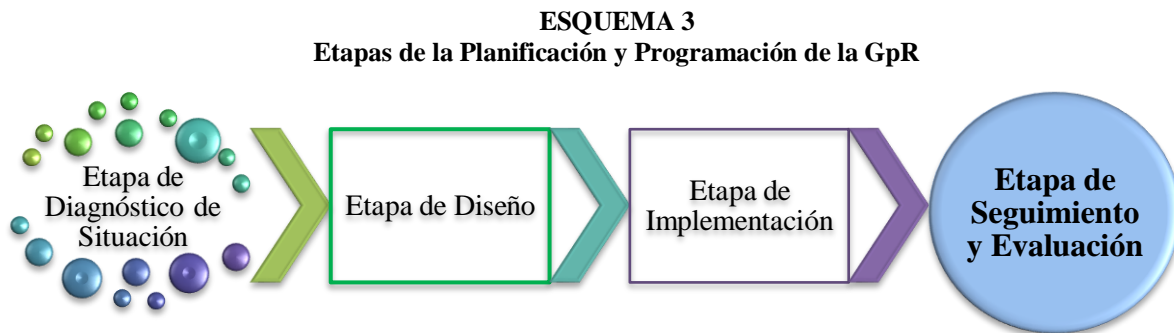 ESQUEMA 3
Etapas de la Planificación y Programación de la GpR
Etapa de
Diagnóstico de
Situación
Etapa de Diseño
Etapa de
Implementación
Etapa de
Seguimiento
y Evaluación